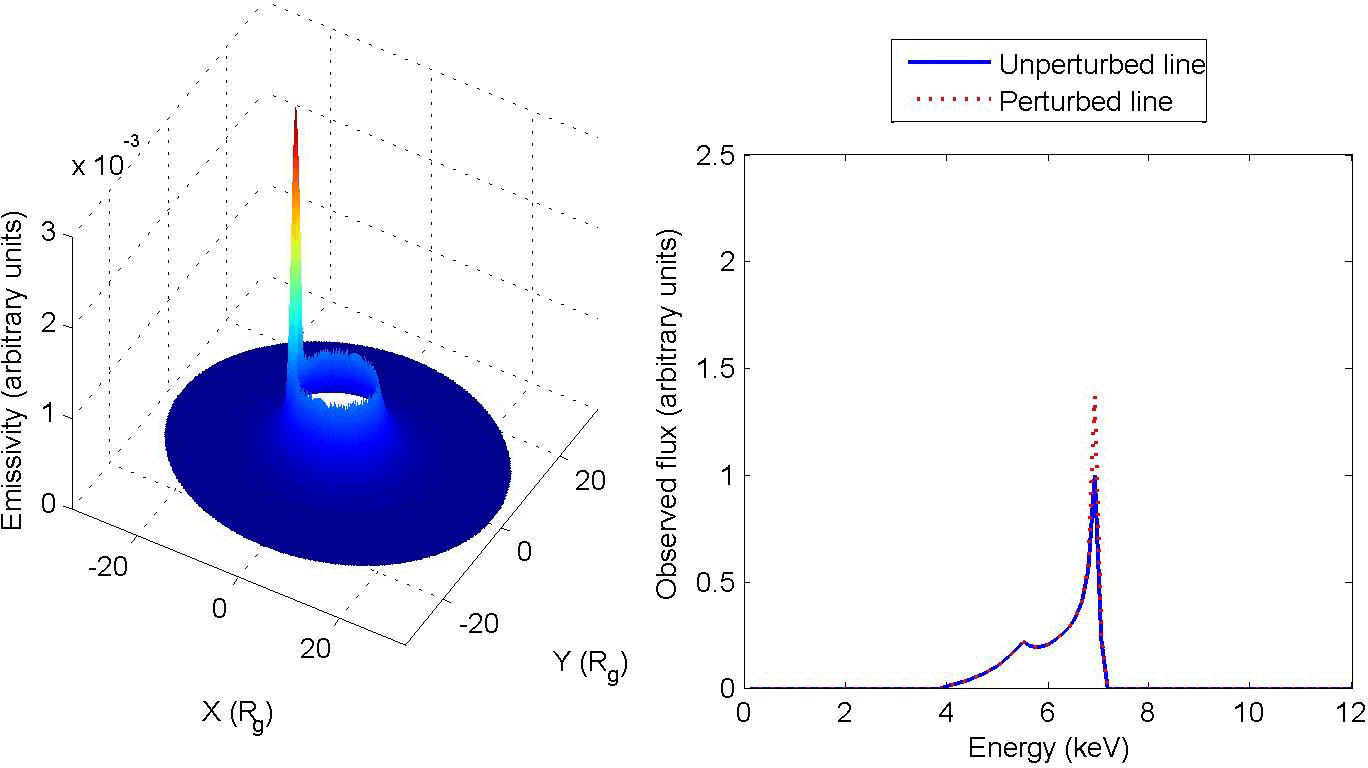 x 10-3
Emissivity (arbitrary units)
3
2
1
0
-20
0
20
X (Rg)
20
0
-20
Y (Rg)
Unperturbed line
Perturbed line
Observed flux (arbitrary units)
2.5
2
1.5
1
0.5
0
0 2 4 6 8 10 12
Energy (keV)